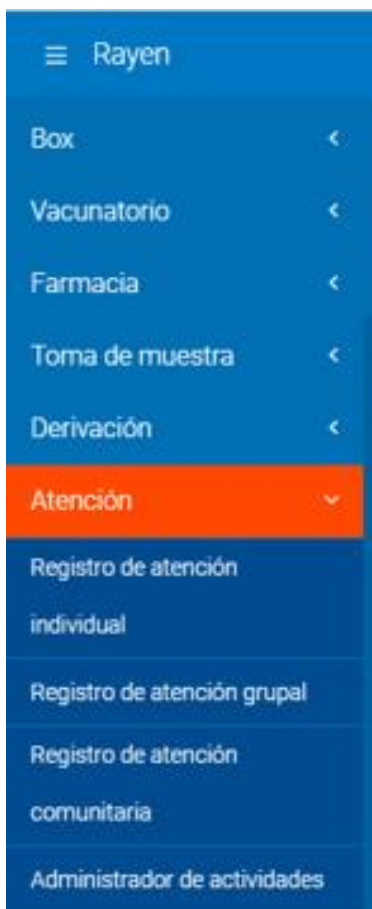 Rayen
Box
Vacunatorio
Farmacia
Toma de muestra
Derivación
Atención
Registro de atención
individual
Registro de atención grupal
Registro de atención
comunitaria
Administrador de actividades